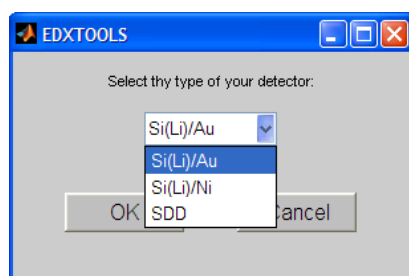 EDXTOOLS
Select thy type of your detector:
Si(Li)/Au
Si(Li)/Au
Si(Li)/Ni
SDD
OK
Cancel